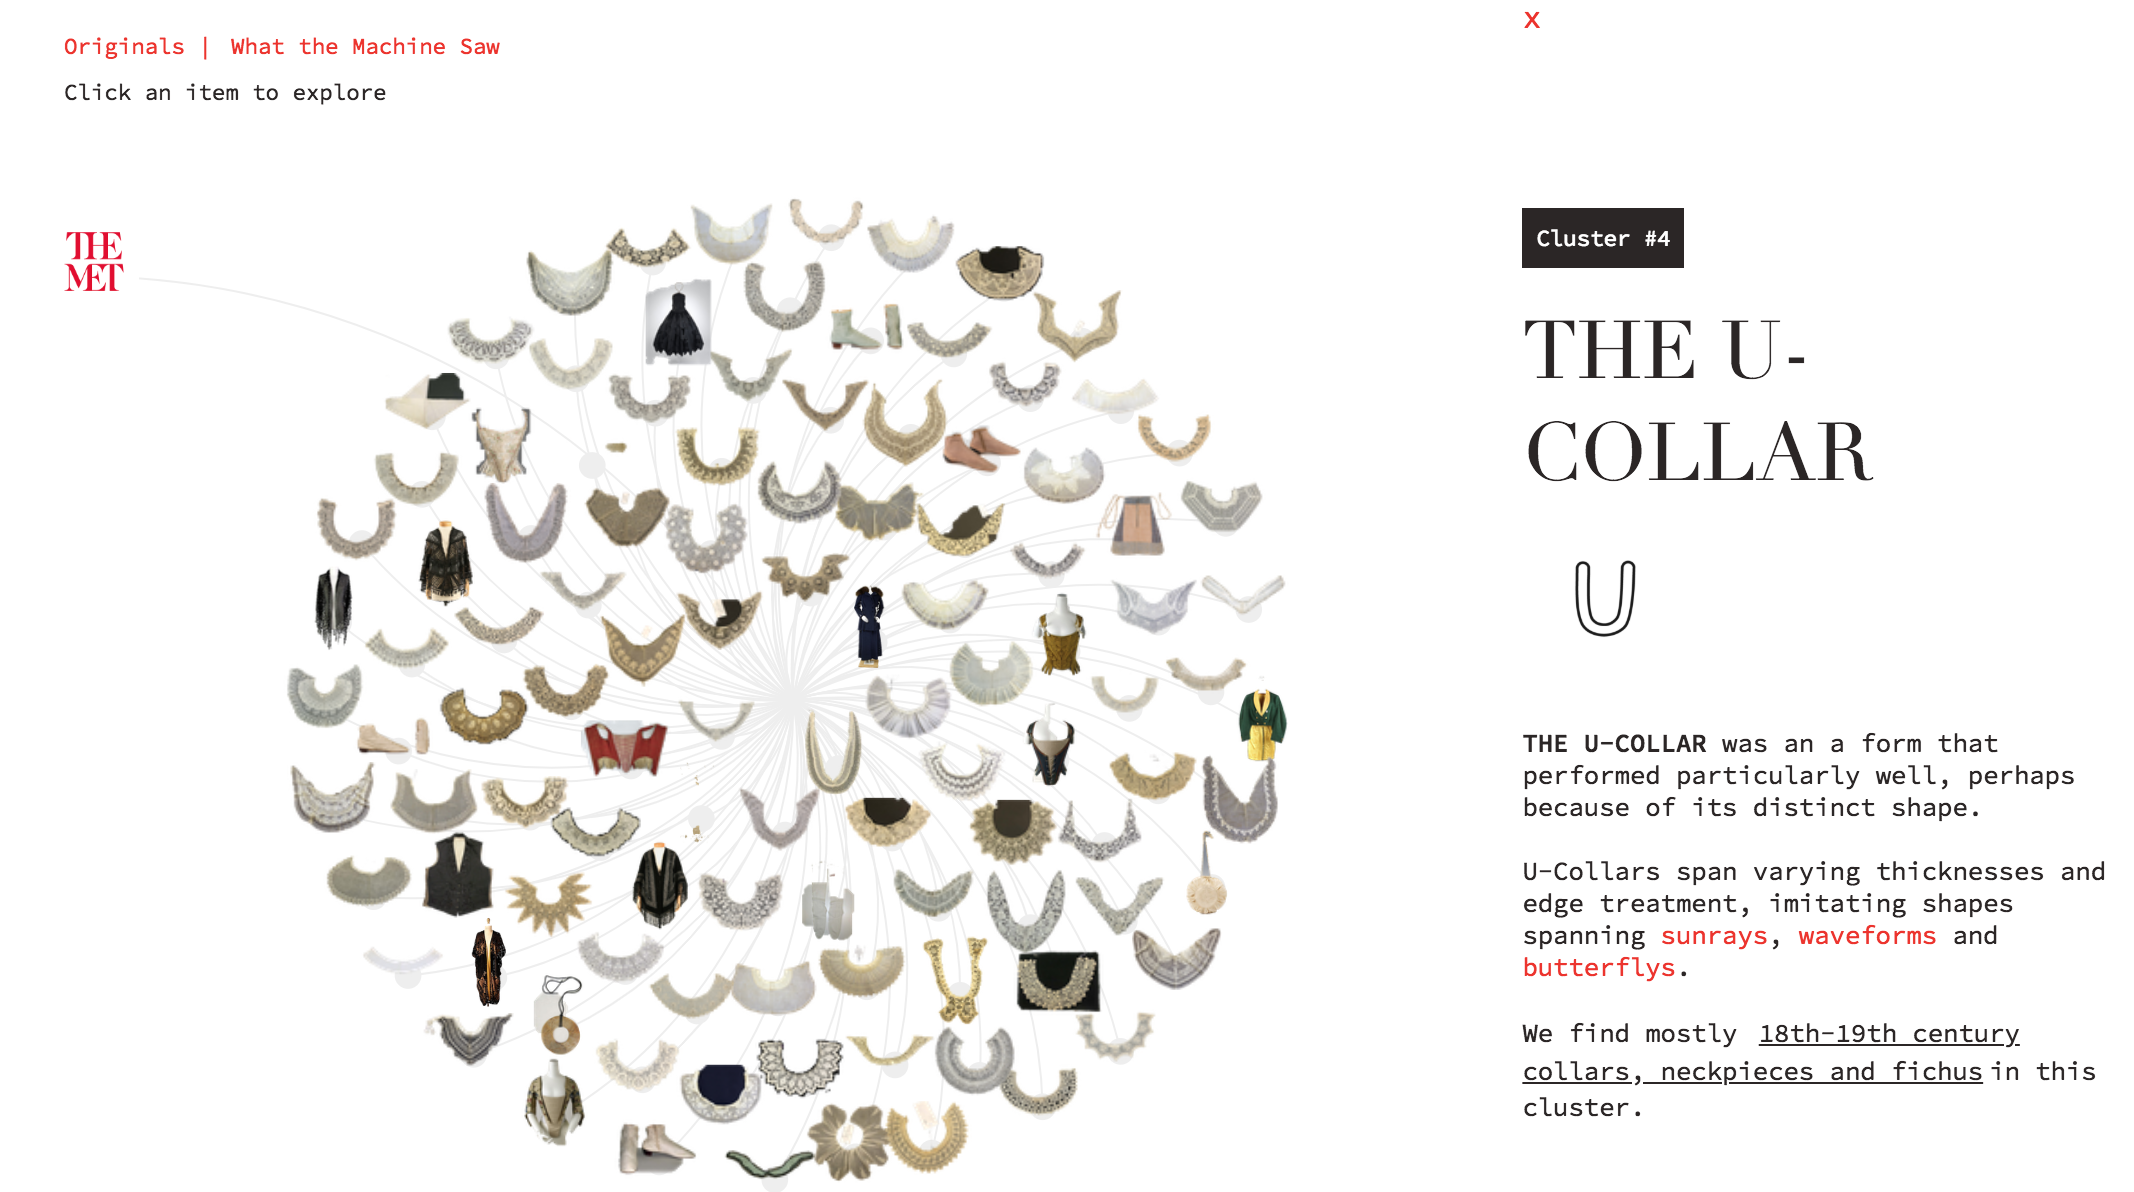 Originals | What the Machine Saw
Click an item to explore
THE
MET
X
Cluster #4
THE U-
COLLAR
THE U-COLLAR was an a form that
performed particularly well, perhaps
because of its distinct shape.
U-Collars span varying thicknesses and
edge treatment, imitating shapes
spanning sunrays, waveforms and
butterflys.
We find mostly 18th-19th century
collars, neckpieces and fichus in this
cluster.